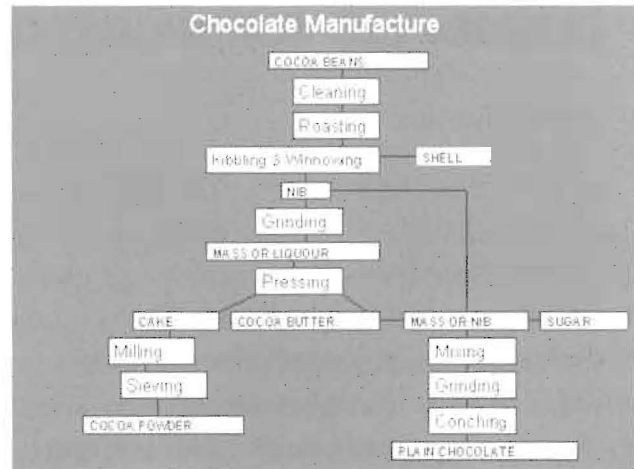 Chocolate Manufacture
COCOA BEANS
Cleaning
Roasting
Kibbling & Winnowing
SHELL
NIB
Grinding
MASS OR LIQUOUR
Pressing
CAKE
COCOA BUTTER
MASS OR NIB
SUGAR
Milling
Mixing
Sieving
Grinding
COCOA POWDER
Conching
PLAIN CHOCOLATE